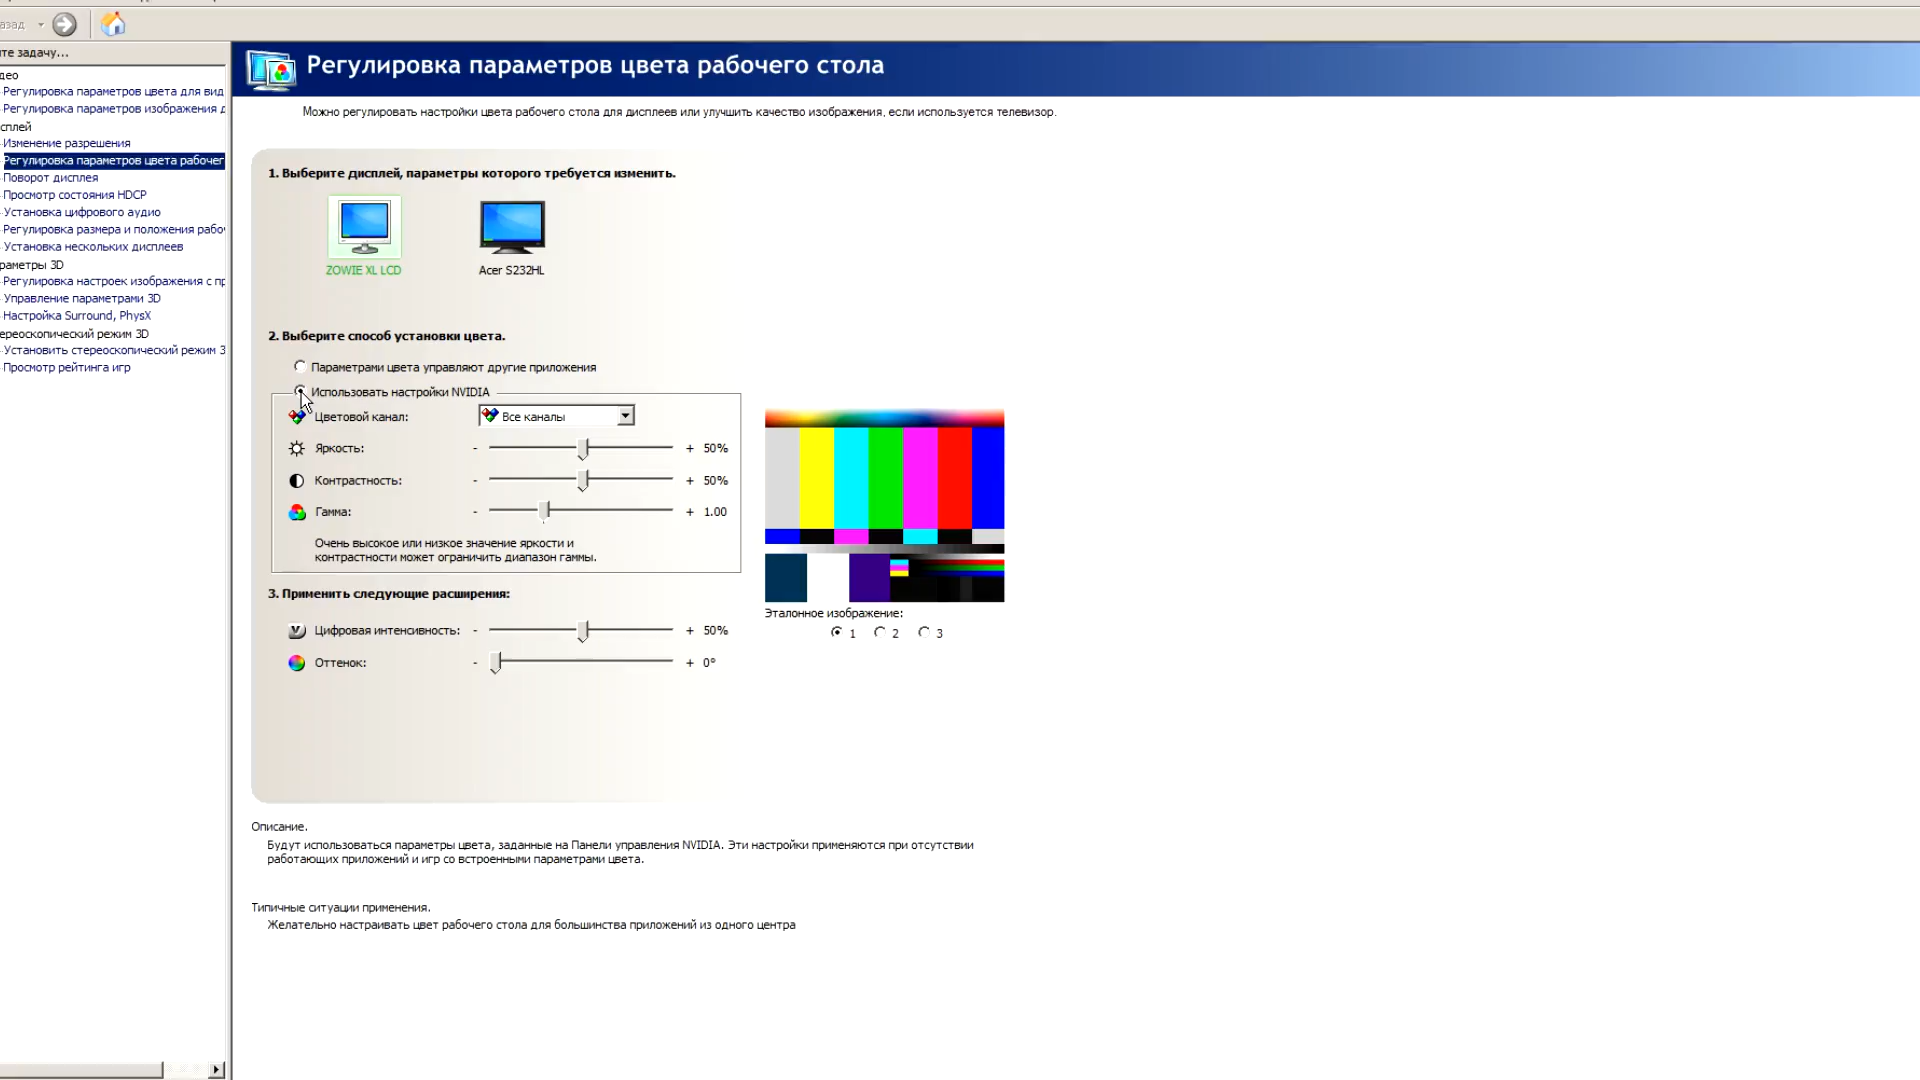 азад
те задачу...
део
Регулировка параметров цвета для вид
Регулировка параметров изображения д
сплей
Изменение разрешения
Регулировка параметров цвета рабочег
Поворот дисплея
Просмотр состояния HDCP
Установка цифрового аудио
Регулировка размера и положения рабо
Установка нескольких дисплеев
раметры 3D
Регулировка настроек изображения с пр
Управление параметрами 3D
Настройка Surround, PhysX
ереоскопический режим 3D
Установить стереоскопический режим 3
Просмотр рейтинга игр
Регулировка параметров цвета рабочего стола
Можно регулировать настройки цвета рабочего стола для дисплеев или улучшить качество изображения, если используется телевизор.
1. Выберите дисплей, параметры которого требуется изменить.
ZOWIE XL LCD
Acer S232HL
2. Выберите способ установки цвета.
Параметрами цвета управляют другие приложения
Использовать настройки NVIDIA
Цветовой канал: Все каналы
Яркость: - + 50%
Контрастность: - + 50%
Гамма: - + 1.00
Очень высокое или низкое значение яркости и
контрастности может ограничить диапазон гаммы.
3. Применить следующие расширения:
Цифровая интенсивность: - + 50%
Оттенок: - + 0°
Эталонное изображение:
1 2 3
Описание.
Будут использоваться параметры цвета, заданные на Панели управления NVIDIA. Эти настройки применяются при отсутствии
работающих приложений и игр со встроенными параметрами цвета.
Типичные ситуации применения.
Желательно настраивать цвет рабочего стола для большинства приложений из одного центра